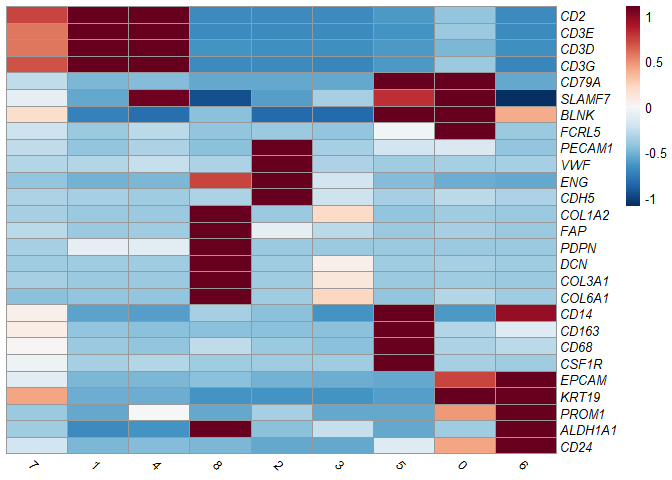 CD2
CD3E
CD3D
CD3G
CD79A
SLAMF7
BLNK
FCRL5
PECAM1
VWF
ENG
CDH5
COL1A2
FAP
PDPN
DCN
COL3A1
COL6A1
CD14
CD163
CD68
CSF1R
EPCAM
KRT19
PROM1
ALDH1A1
CD24
7 1 4 8 2 3 5 0 6
1
0.5
0
-0.5
-1